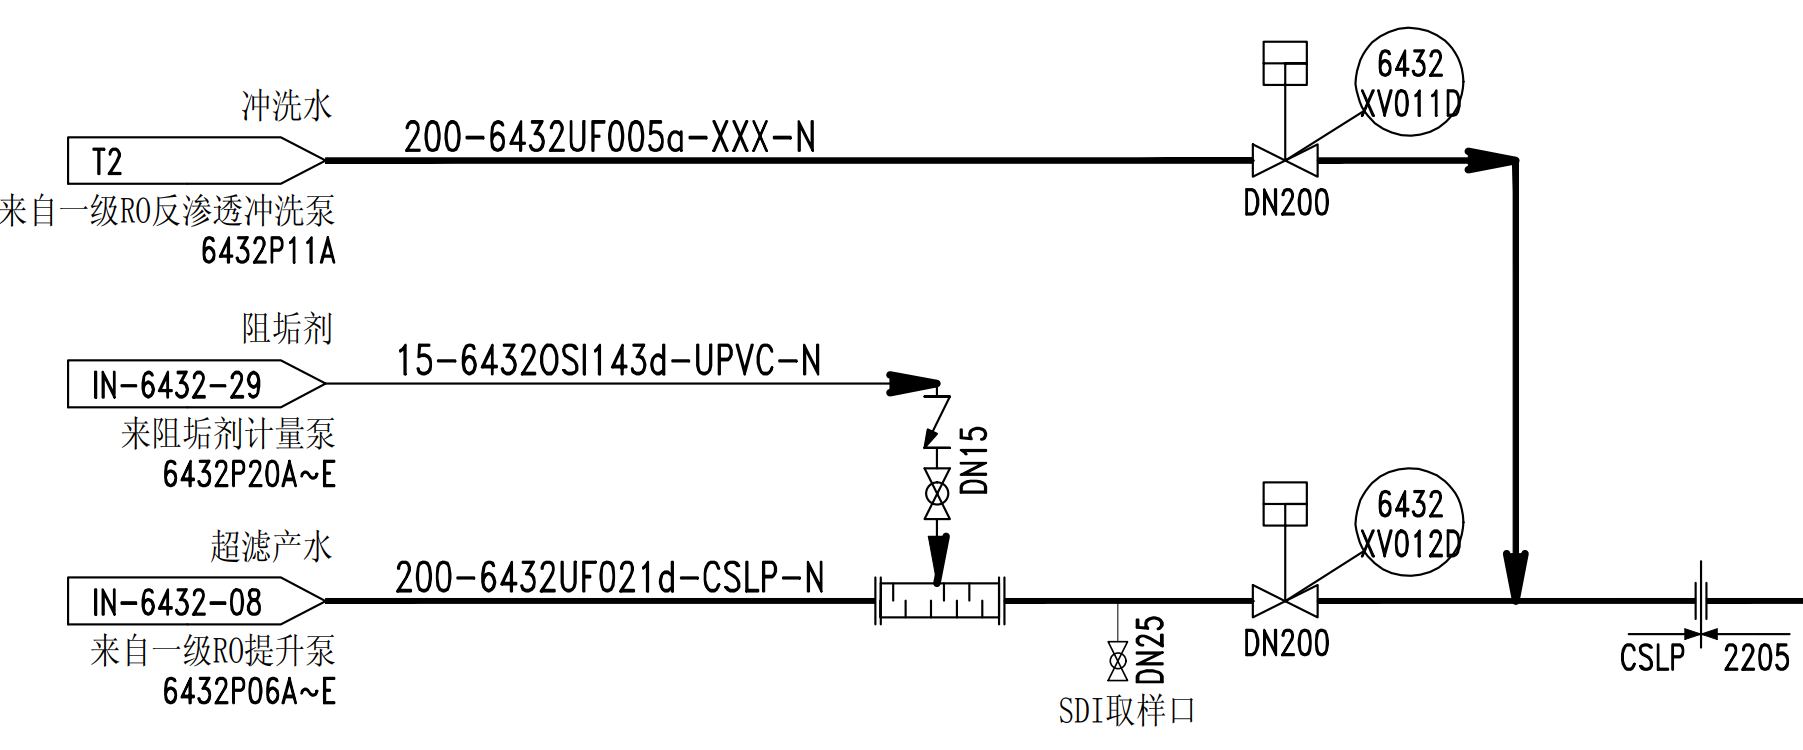 冲洗水
200-6432UF005a-XXX-N
T2
来自一级RO反渗透冲洗泵
6432P11A
6432
XV011D
DN200
阻垢剂
15-6432OSI143d-UPVC-N
IN-6432-29
来阻垢剂计量泵
6432P20A~E
DN15
超滤产水
200-6432UF021d-CSLP-N
IN-6432-08
来自一级RO提升泵
6432P06A~E
DN25
SDI取样口
6432
XV012D
DN200
CSLP
2205